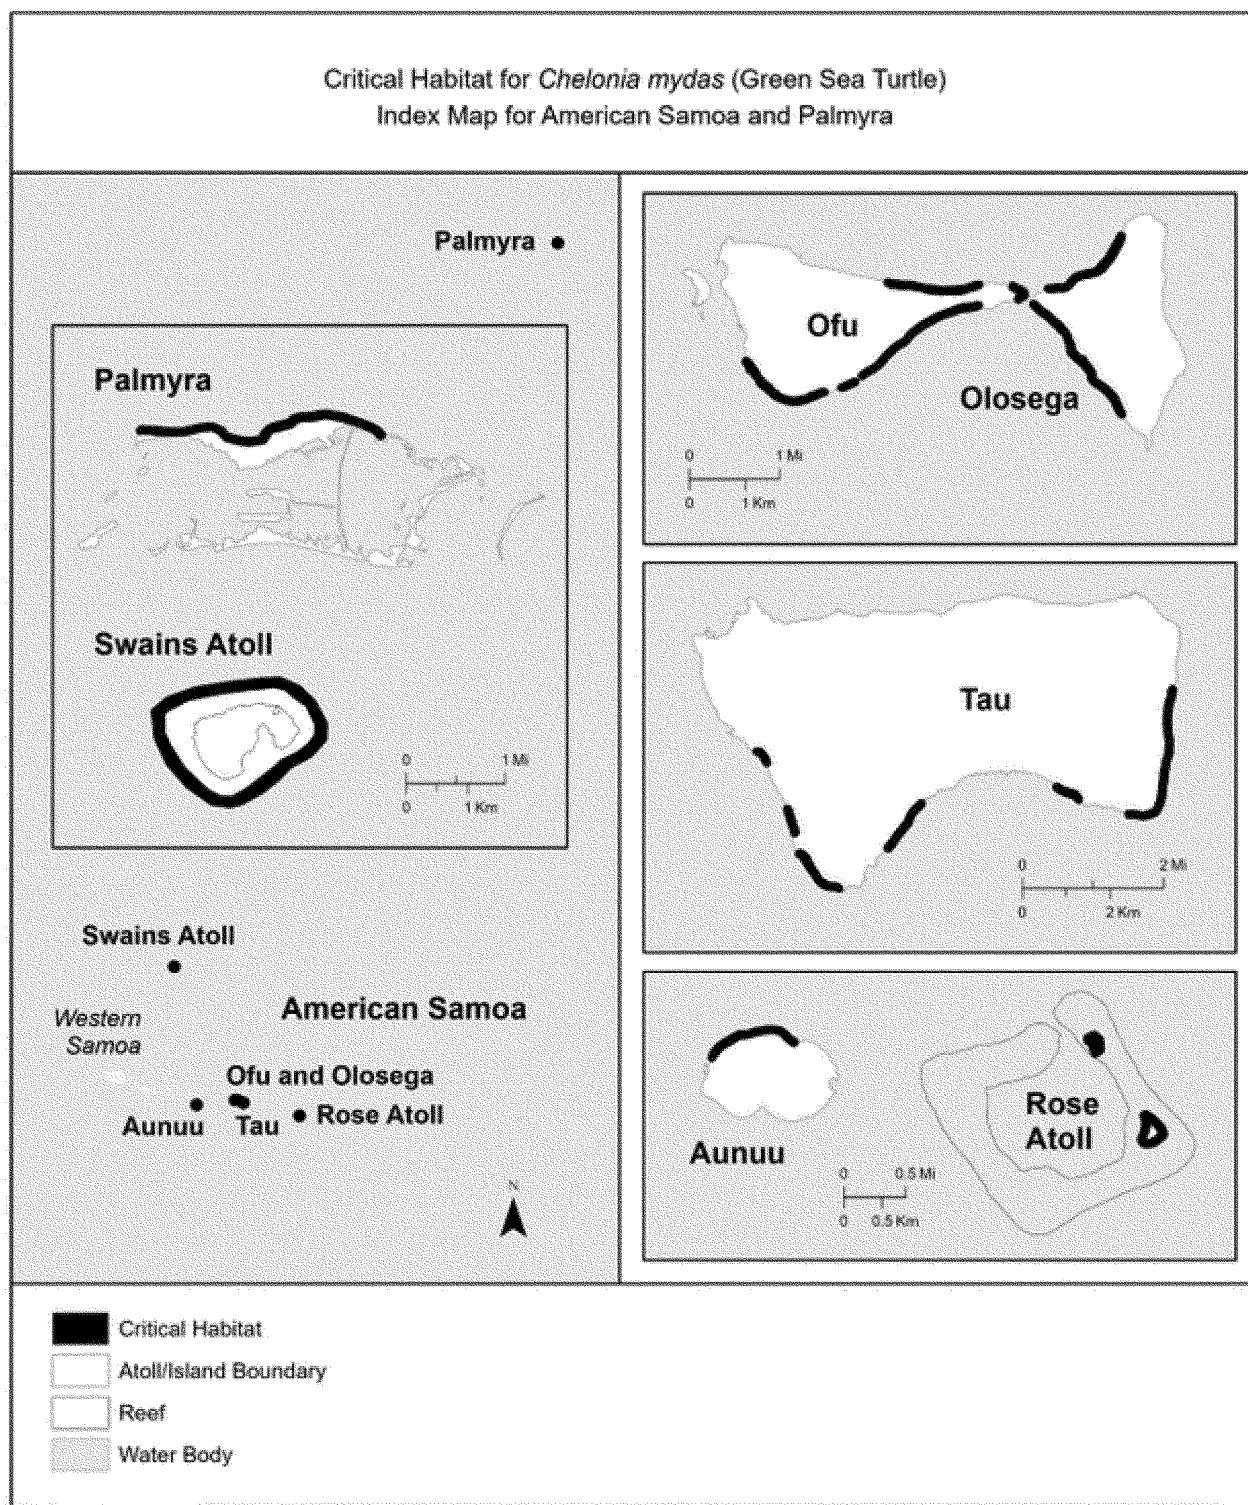 Critical Habitat for Chelonia mydas (Green Sea Turtle)
Index Map for American Samoa and Palmyra
Palmyra
Palmyra
Swains Atoll
0 1 Mi
0 1 Km
Swains Atoll
Western
Samoa
American Samoa
Ofu and Olosega
Aunuu
Tau
Rose Atoll
N
Ofu
Olosega
0 1 Mi
0 1 Km
Tau
0 2 Mi
0 2 Km
Aunuu
Rose
Atoll
0 0.5 Mi
0 0.5 Km
Critical Habitat
Atoll/Island Boundary
Reef
Water Body